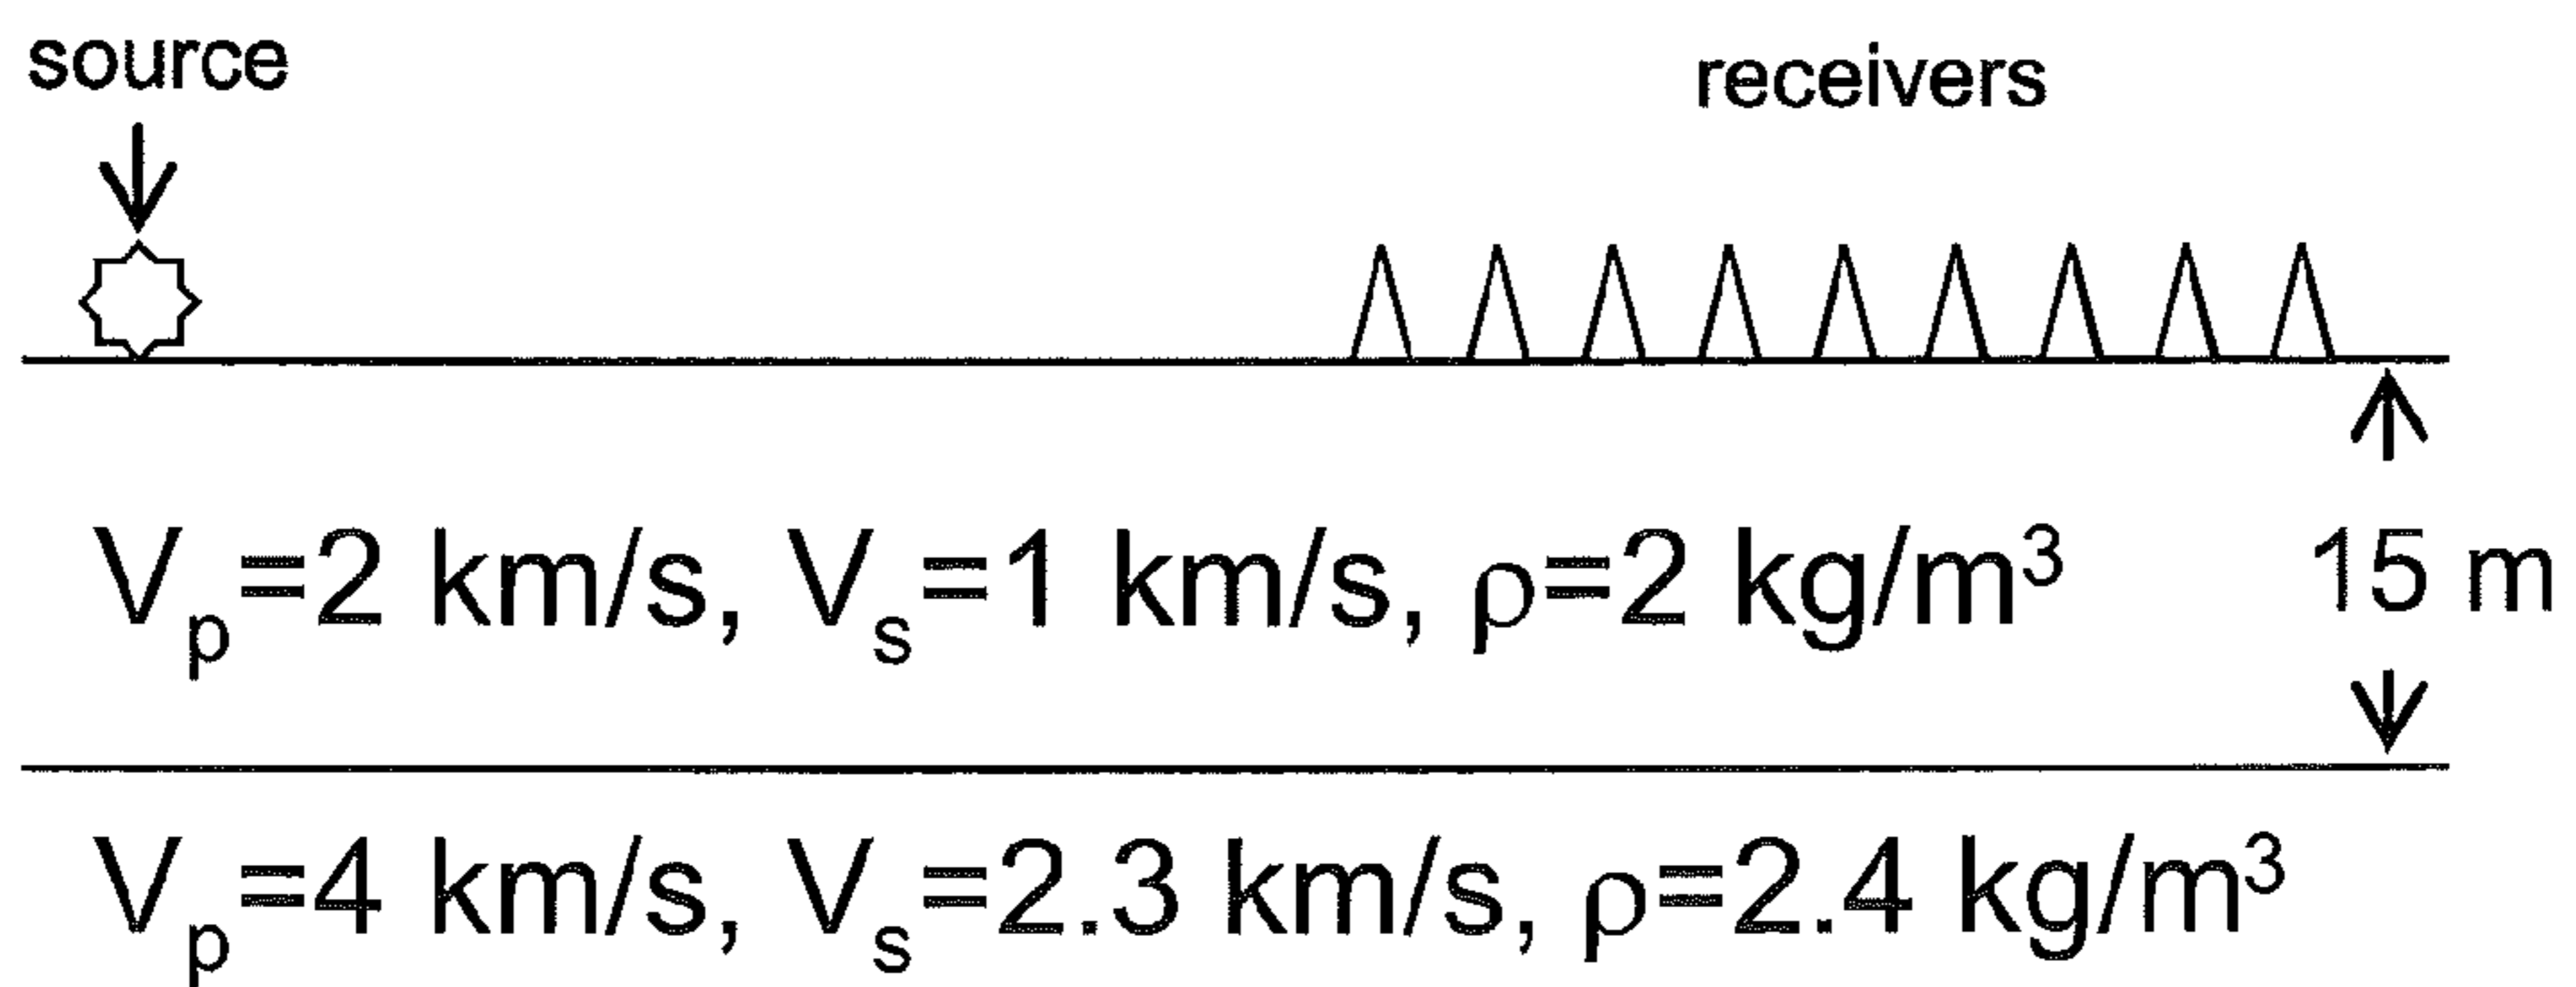 source
receivers
Vp=2 km/s, Vs=1 km/s, ρ=2 kg/m³
15 m
Vp=4 km/s, Vs=2.3 km/s, ρ=2.4 kg/m³